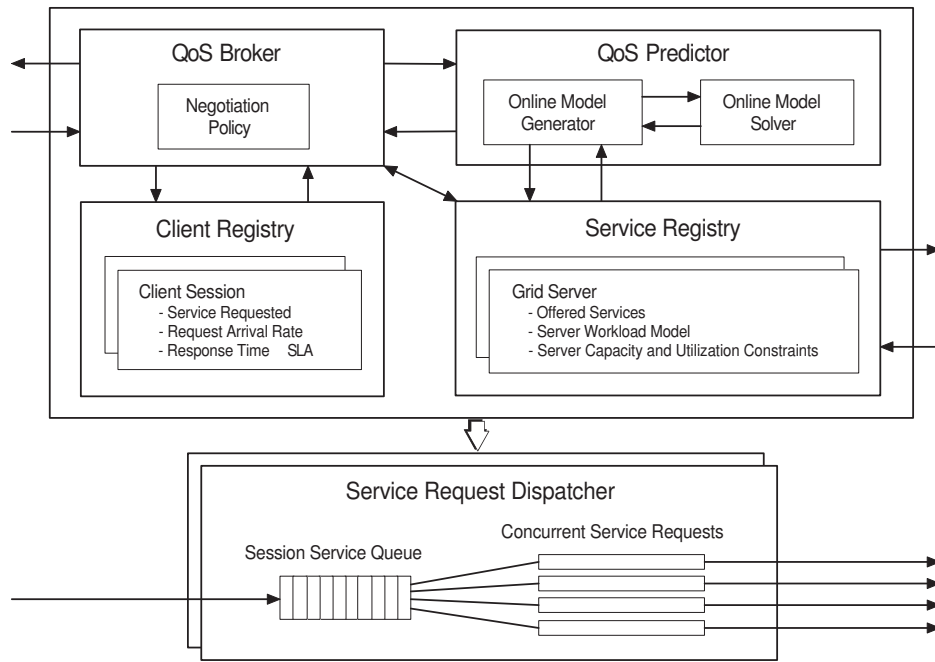 QoS Broker
Negotiation
Policy
QoS Predictor
Online Model
Generator
Online Model
Solver
Client Registry
Client Session
- Service Requested
- Request Arrival Rate
- Response Time SLA
Service Registry
Grid Server
- Offered Services
- Server Workload Model
- Server Capacity and Utilization Constraints
Service Request Dispatcher
Session Service Queue
Concurrent Service Requests